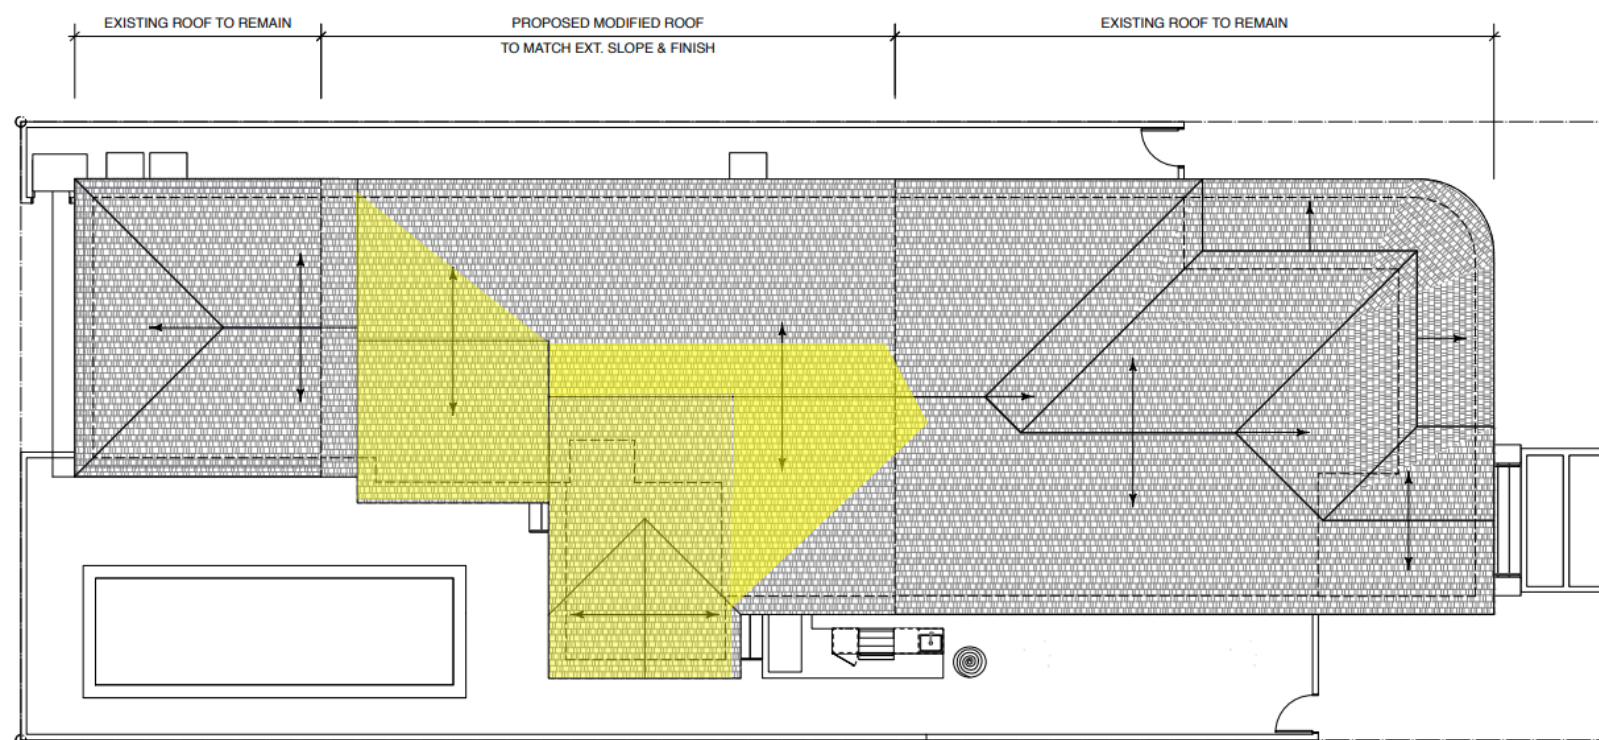 EXISTING ROOF TO REMAIN
PROPOSED MODIFIED ROOF
TO MATCH EXT. SLOPE & FINISH
EXISTING ROOF TO REMAIN